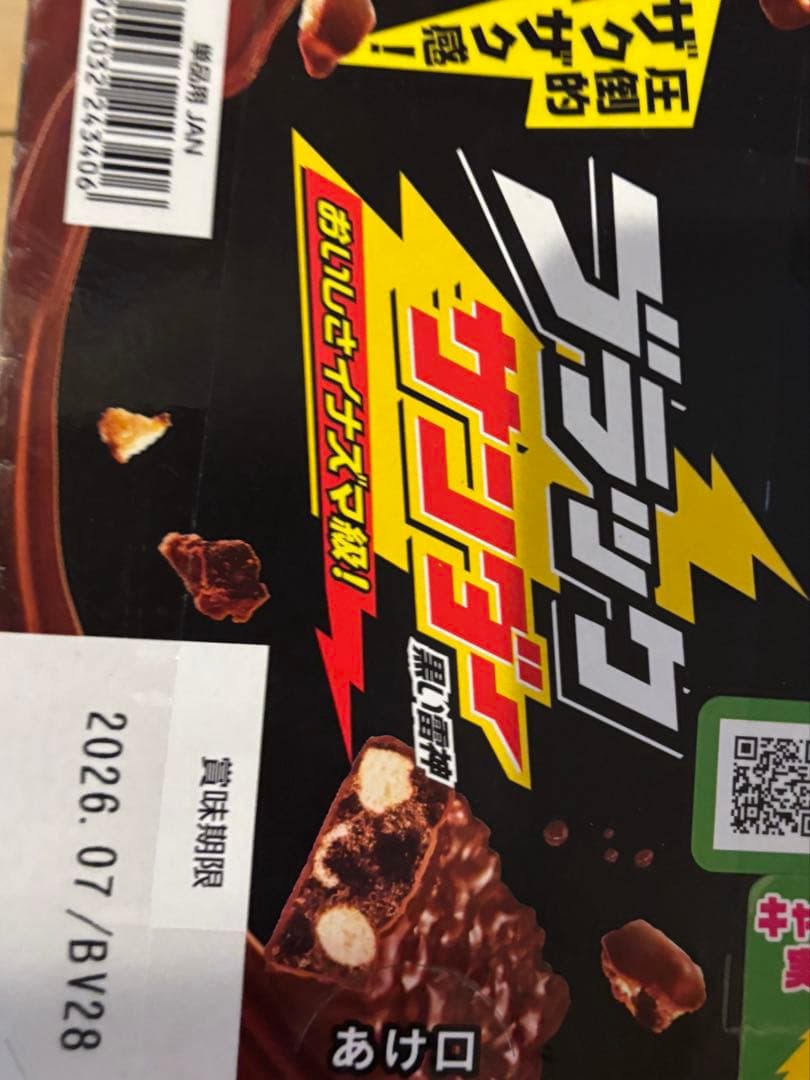 圧倒的
ザクザク
感!
ブラック
サンダー
黒い雷神
おいしさイナズマ級!
単品用 JAN
903032 243406
賞味期限
2026.07/BV28
あけ口